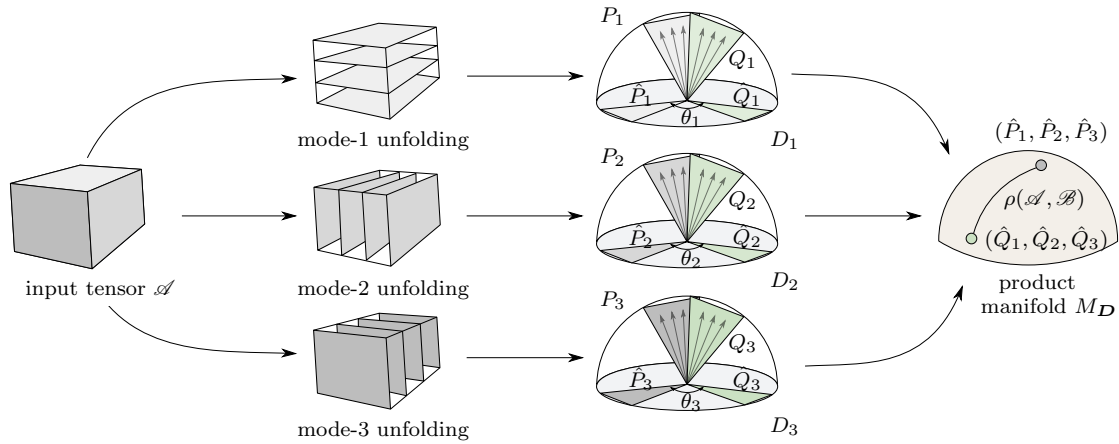 P₁
Q₁
P̂₁
Q̂₁
θ₁
D₁
mode-1 unfolding
(P̂₁, P̂₂, P̂₃)
P₂
Q₂
P̂₂
Q̂₂
θ₂
D₂
ρ(𝒜, ℬ)
(Q̂₁, Q̂₂, Q̂₃)
input tensor 𝒜
mode-2 unfolding
product
manifold M_𝑫
P₃
Q₃
P̂₃
Q̂₃
θ₃
D₃
mode-3 unfolding